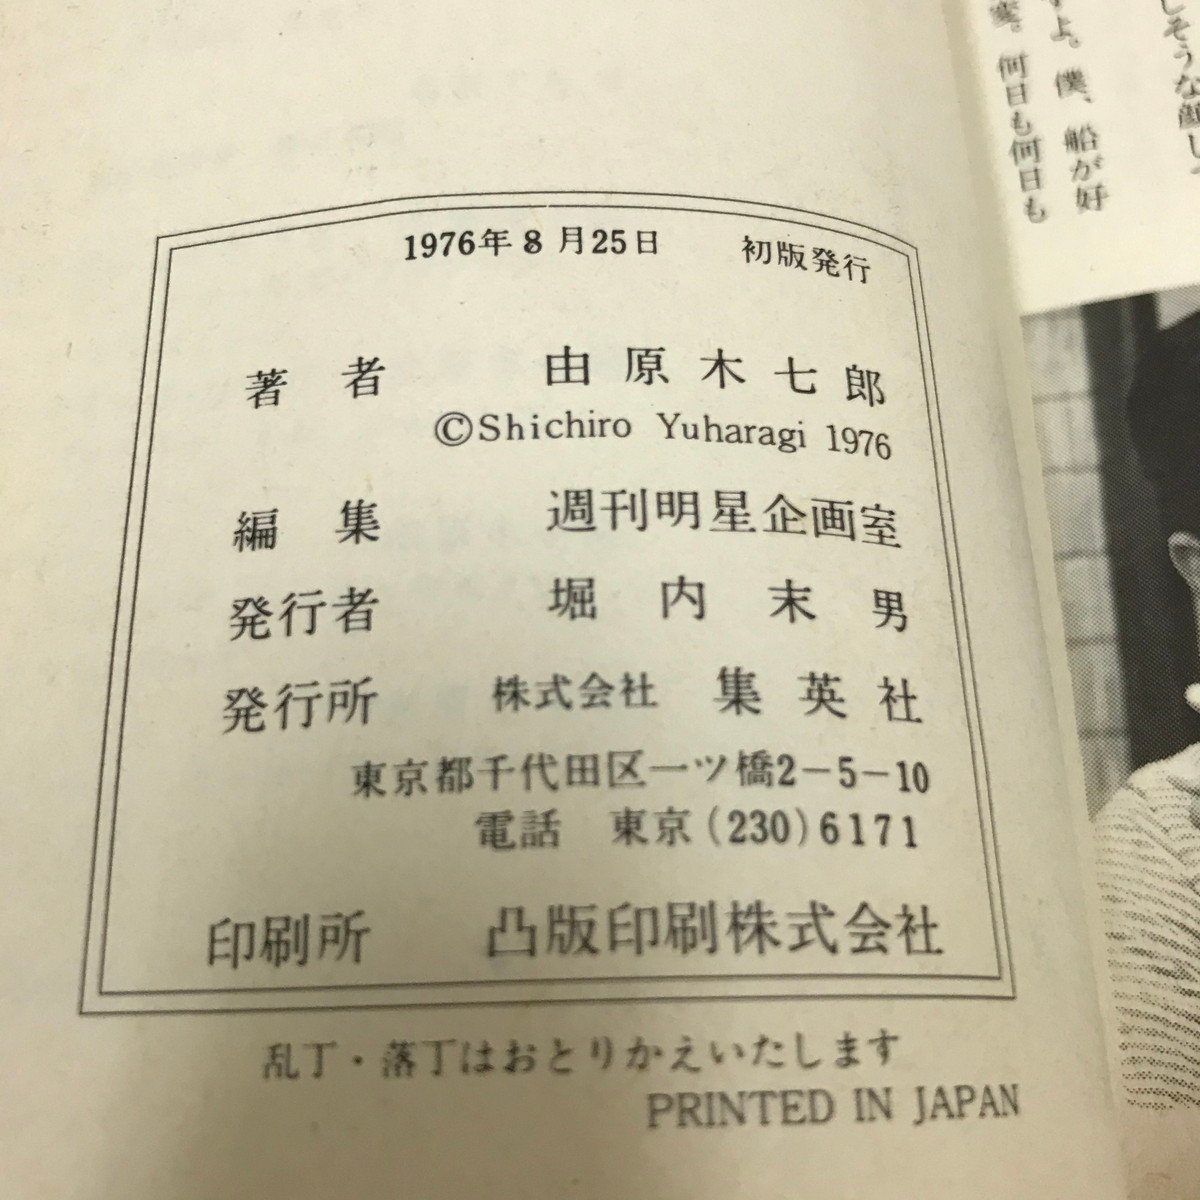 1976年8月25日 初版発行
著者 由原木七郎
©Shichiro Yuharagi 1976
編集 週刊明星企画室
発行者 堀内末男
発行所 株式会社 集英社
東京都千代田区一ツ橋2-5-10
電話 東京(230)6171
印刷所 凸版印刷株式会社
乱丁・落丁はおとりかえいたします
PRINTED IN JAPAN
よ。僕、船が好
変。何日も何日も